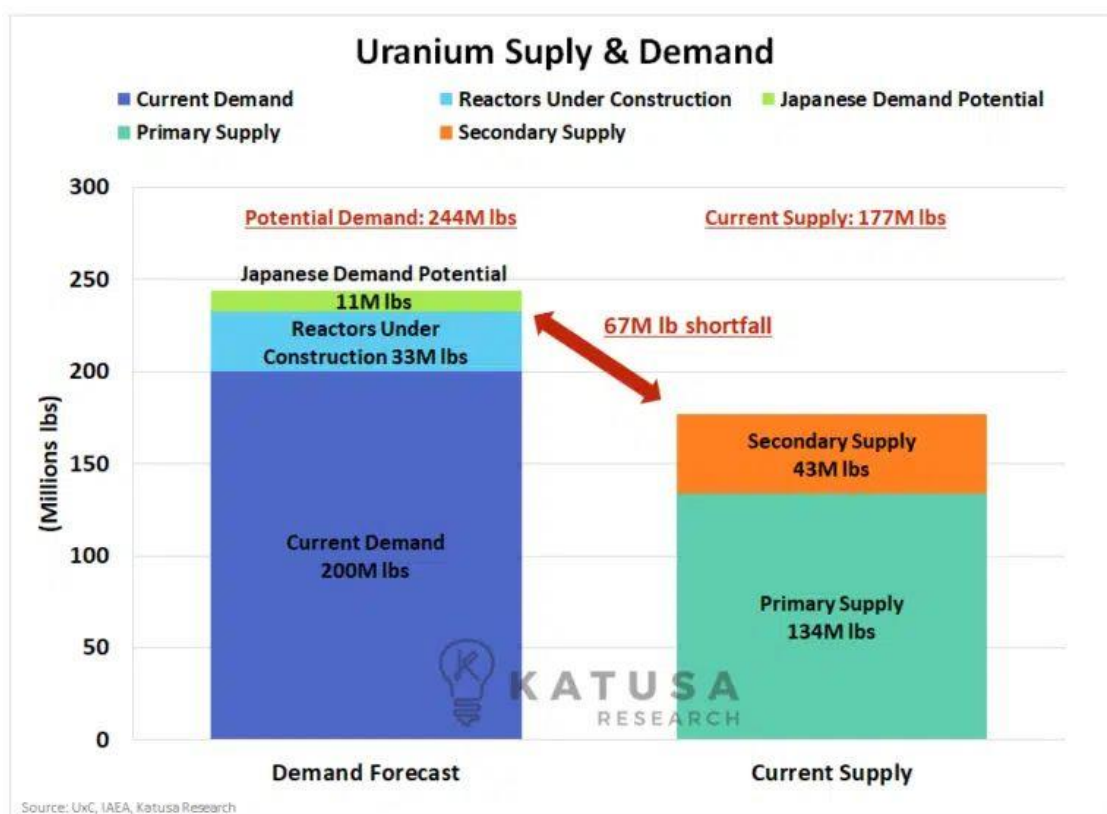 Uranium Suply & Demand
Current Demand
Reactors Under Construction
Japanese Demand Potential
Primary Supply
Secondary Supply
300
250
200
150
100
50
0
(Millions lbs)
Potential Demand: 244M lbs
Current Supply: 177M lbs
Japanese Demand Potential
11M lbs
67M lb shortfall
Reactors Under
Construction 33M lbs
Secondary Supply
43M lbs
Current Demand
200M lbs
Primary Supply
134M lbs
KATUSA
RESEARCH
Demand Forecast
Current Supply
Source: UxC, IAEA, Katusa Research